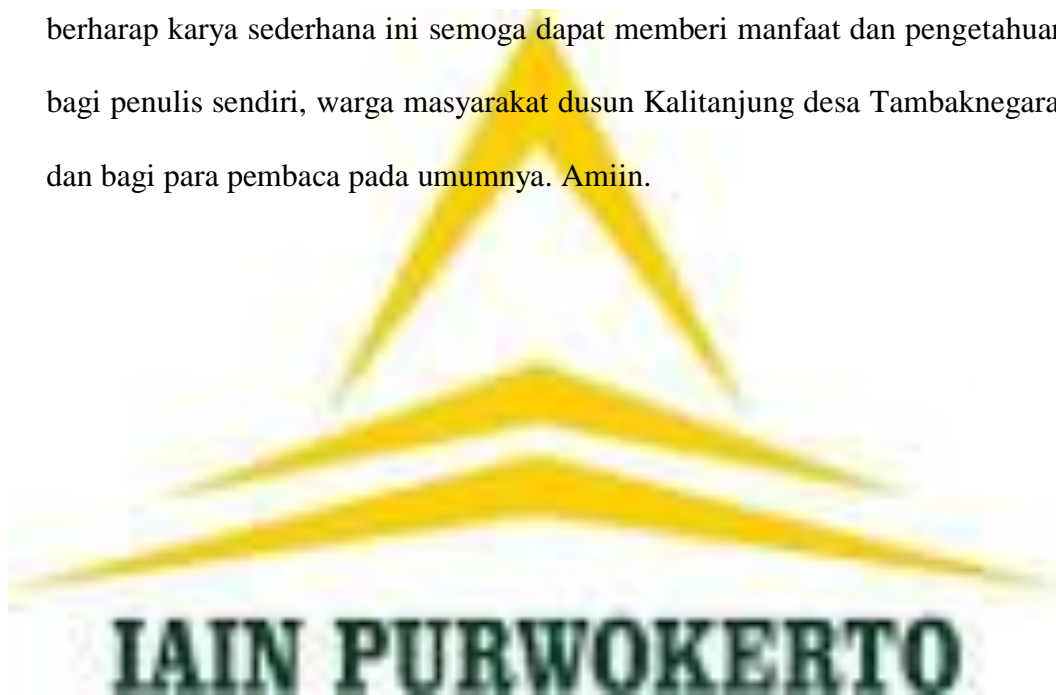 berharap karya sederhana ini semoga dapat memberi manfaat dan pengetahuan
bagi penulis sendiri, warga masyarakat dusun Kalitanjung desa Tambaknegara
dan bagi para pembaca pada umumnya. Amiin.
IAIN PURWOKERTO